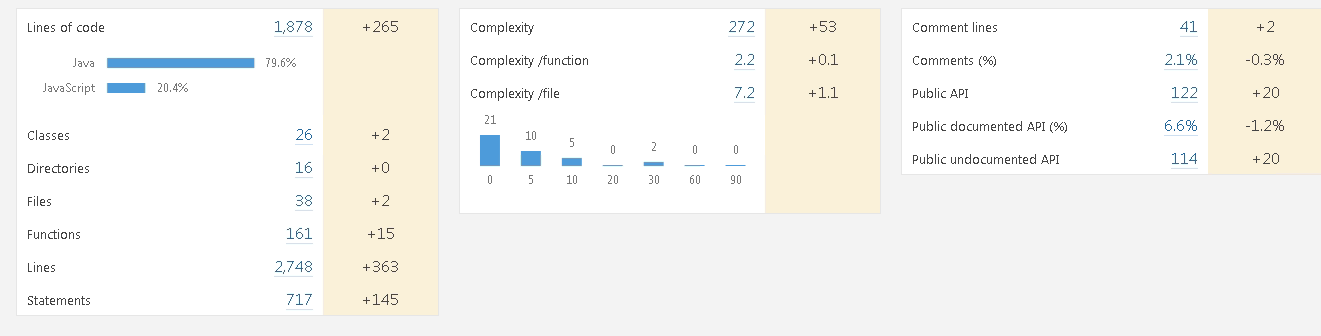 Lines of code 1,878 +265
Java 79.6%
JavaScript 20.4%
Classes 26 +2
Directories 16 +0
Files 38 +2
Functions 161 +15
Lines 2,748 +363
Statements 717 +145
Complexity 272 +53
Complexity /function 2.2 +0.1
Complexity /file 7.2 +1.1
21 10 5 0 2 0 0
0 5 10 20 30 60 90
Comment lines 41 +2
Comments (%) 2.1% -0.3%
Public API 122 +20
Public documented API (%) 6.6% -1.2%
Public undocumented API 114 +20